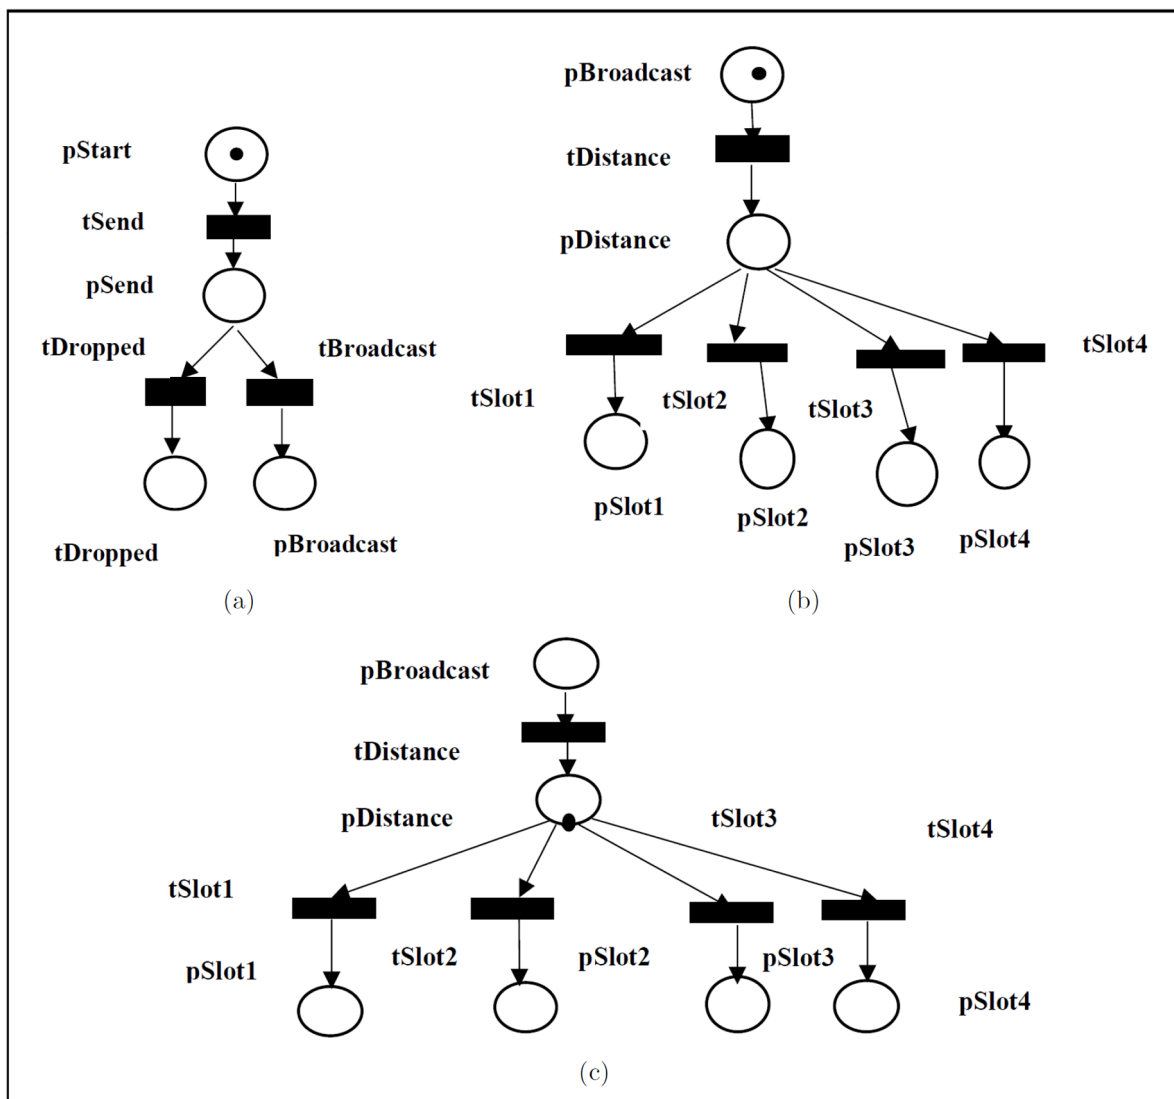 pStart
tSend
pSend
tDropped
tBroadcast
tDropped
pBroadcast
(a)
pBroadcast
tDistance
pDistance
tSlot4
tSlot1
tSlot2
tSlot3
pSlot1
pSlot2
pSlot3
pSlot4
(b)
pBroadcast
tDistance
pDistance
tSlot3
tSlot4
tSlot1
tSlot2
pSlot2
pSlot3
pSlot1
pSlot4
(c)